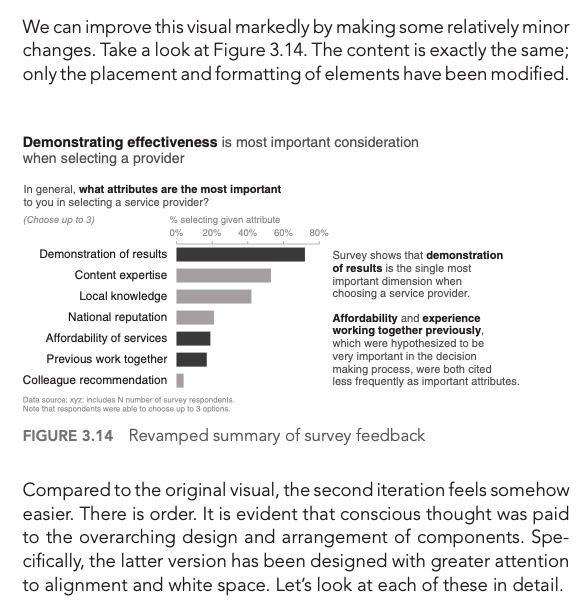 We can improve this visual markedly by making some relatively minor
changes. Take a look at Figure 3.14. The content is exactly the same;
only the placement and formatting of elements have been modified.
Demonstrating effectiveness is most important consideration
when selecting a provider
In general, what attributes are the most important
to you in selecting a service provider?
(Choose up to 3)
% selecting given attribute
0% 20% 40% 60% 80%
Demonstration of results
Content expertise
Local knowledge
National reputation
Affordability of services
Previous work together
Colleague recommendation
Survey shows that demonstration
of results is the single most
important dimension when
choosing a service provider.
Affordability and experience
working together previously,
which were hypothesized to be
very important in the decision
making process, were both cited
less frequently as important attributes.
Data source: xyz; includes N number of survey respondents.
Note that respondents were able to choose up to 3 options.
FIGURE 3.14 Revamped summary of survey feedback
Compared to the original visual, the second iteration feels somehow
easier. There is order. It is evident that conscious thought was paid
to the overarching design and arrangement of components. Spe-
cifically, the latter version has been designed with greater attention
to alignment and white space. Let's look at each of these in detail.